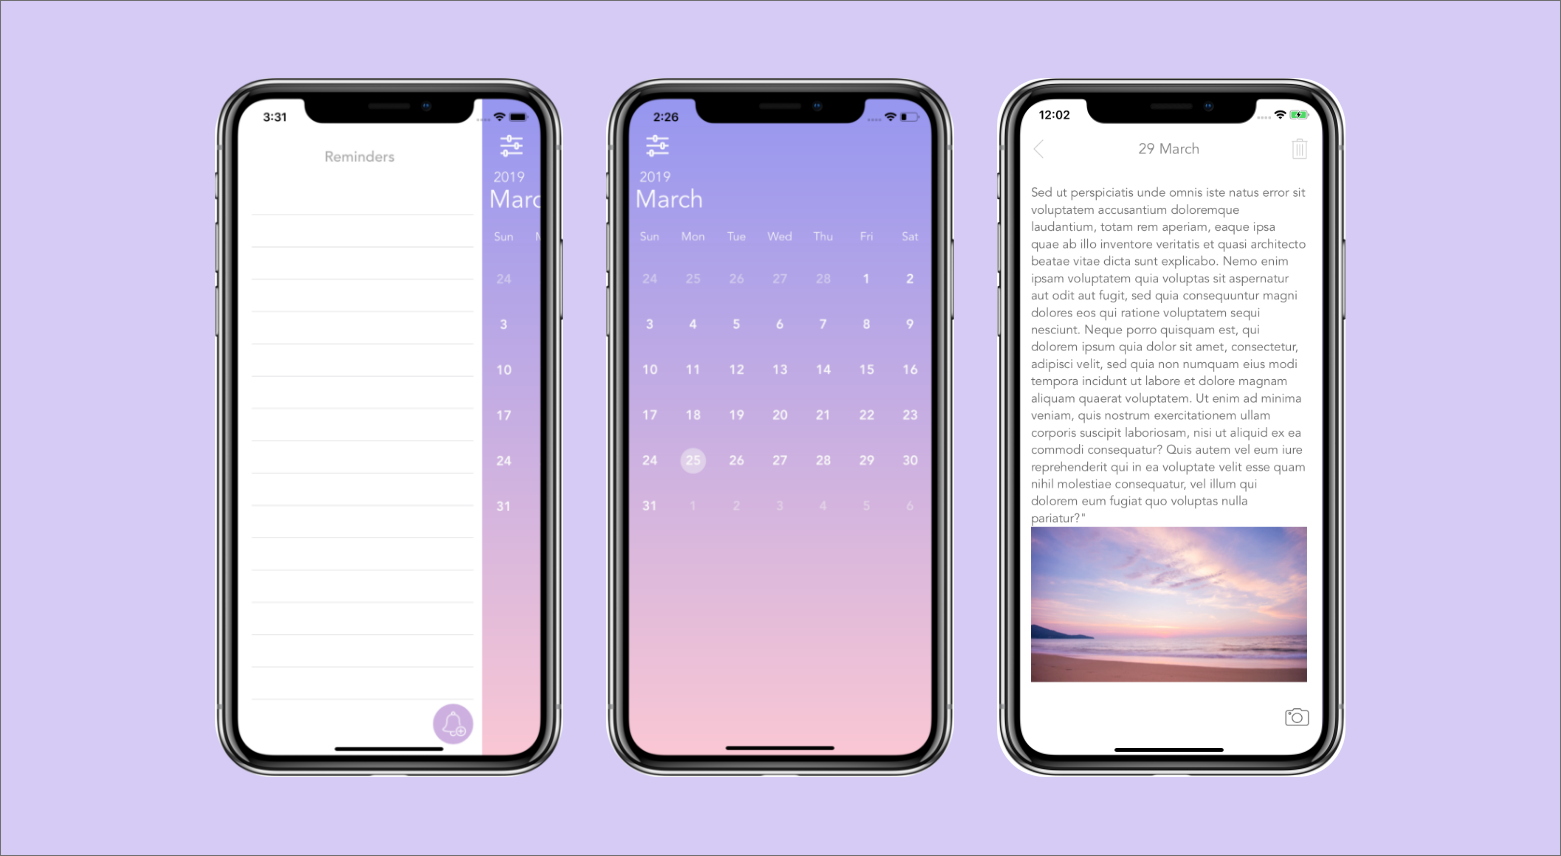 3:31
Reminders
2019
Marc
Sun M
24
3
10
17
24
31
2:26
2019
March
Sun Mon Tue Wed Thu Fri Sat
24 25 26 27 28 1 2
3 4 5 6 7 8 9
10 11 12 13 14 15 16
17 18 19 20 21 22 23
24 25 26 27 28 29 30
31 1 2 3 4 5 6
12:02
29 March
Sed ut perspiciatis unde omnis iste natus error sit
voluptatem accusantium doloremque
laudantium, totam rem aperiam, eaque ipsa
quae ab illo inventore veritatis et quasi architecto
beatae vitae dicta sunt explicabo. Nemo enim
ipsam voluptatem quia voluptas sit aspernatur
aut odit aut fugit, sed quia consequuntur magni
dolores eos qui ratione voluptatem sequi
nesciunt. Neque porro quisquam est, qui
dolorem ipsum quia dolor sit amet, consectetur,
adipisci velit, sed quia non numquam eius modi
tempora incidunt ut labore et dolore magnam
aliquam quaerat voluptatem. Ut enim ad minima
veniam, quis nostrum exercitationem ullam
corporis suscipit laboriosam, nisi ut aliquid ex ea
commodi consequatur? Quis autem vel eum iure
reprehenderit qui in ea voluptate velit esse quam
nihil molestiae consequatur, vel illum qui
dolorem eum fugiat quo voluptas nulla
pariatur?"